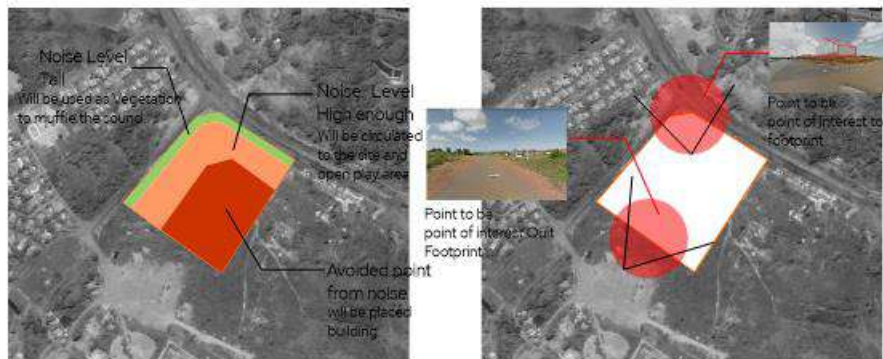 Noise Level
Tall
Will be used as Vegetation
to muffle the sound
Noise Level
High enough
Will be circulated
to the site and
open play area
Avoided point
from noise
will be placed
building
Point to be
point of interest Quit
Footprint
Point to be
point of interest to
footprint